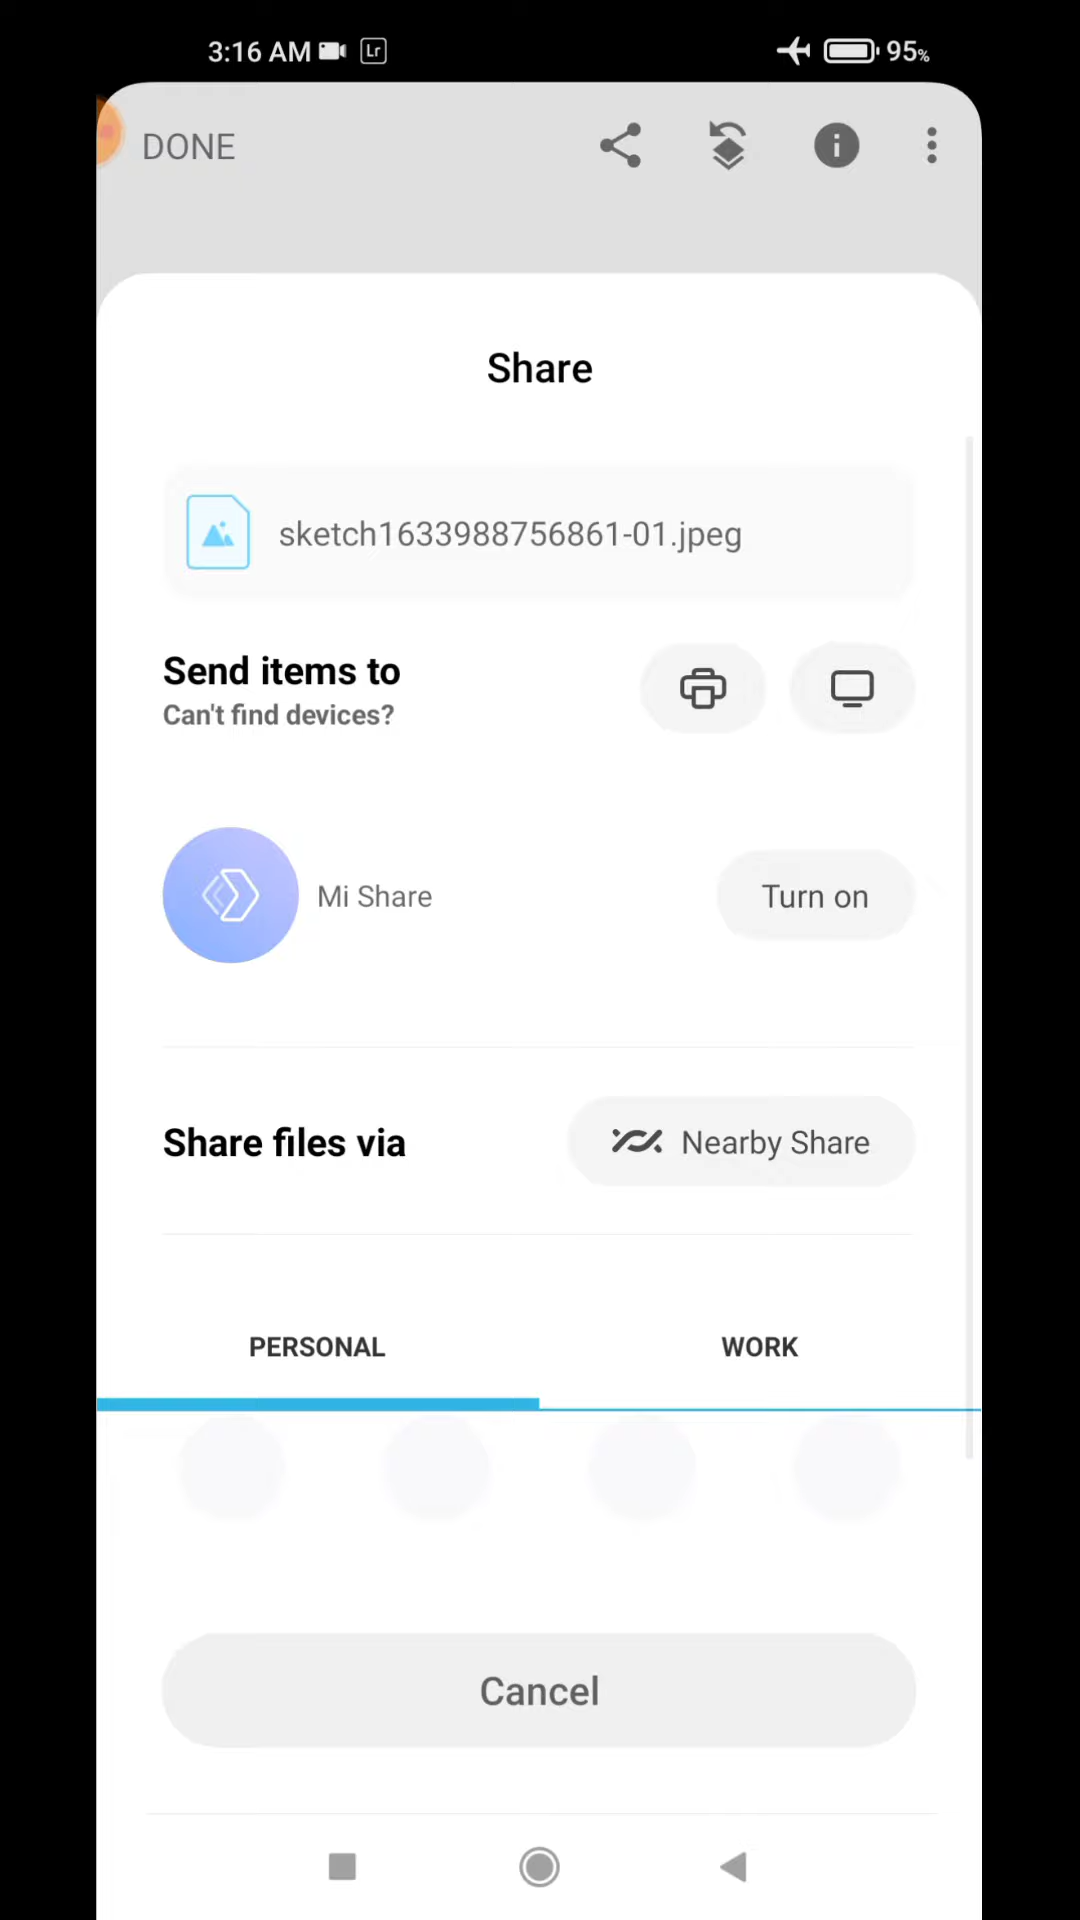 3:16 AM Lr 95%
DONE
Share
sketch1633988756861-01.jpeg
Send items to
Can't find devices?
Mi Share
Turn on
Share files via
Nearby Share
PERSONAL
WORK
Cancel